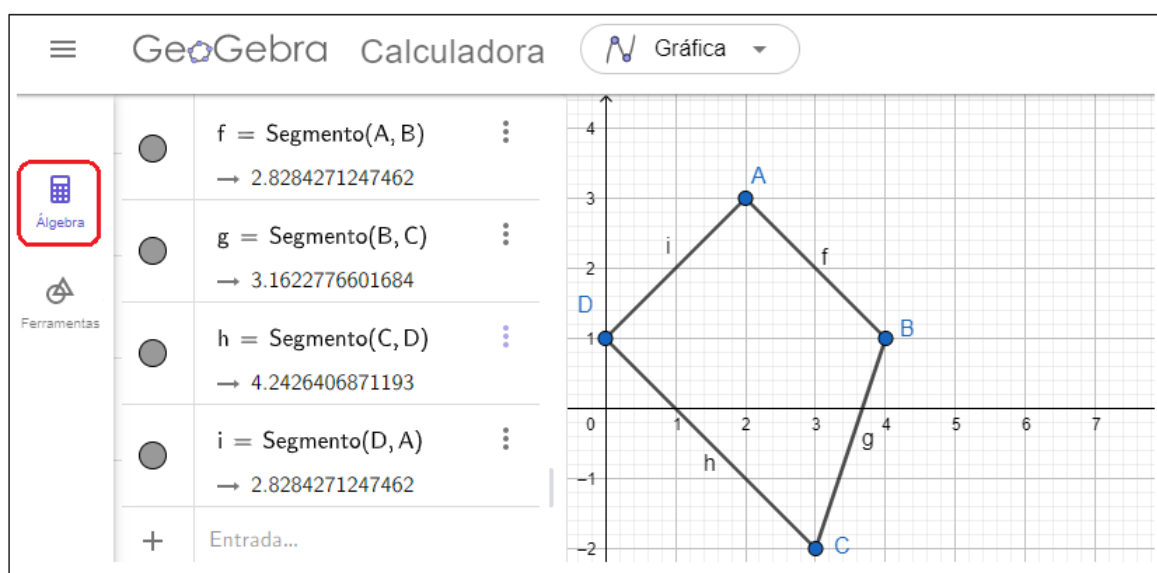 GeoGebra Calculadora Gráfica
Álgebra
Ferramentas
f = Segmento(A, B)
→ 2.8284271247462
g = Segmento(B, C)
→ 3.1622776601684
h = Segmento(C, D)
→ 4.2426406871193
i = Segmento(D, A)
→ 2.8284271247462
+ Entrada...
4
A
3
i
f
2
D
B
1
0 1 2 3 4 5 6 7
g
h
−1
−2
C